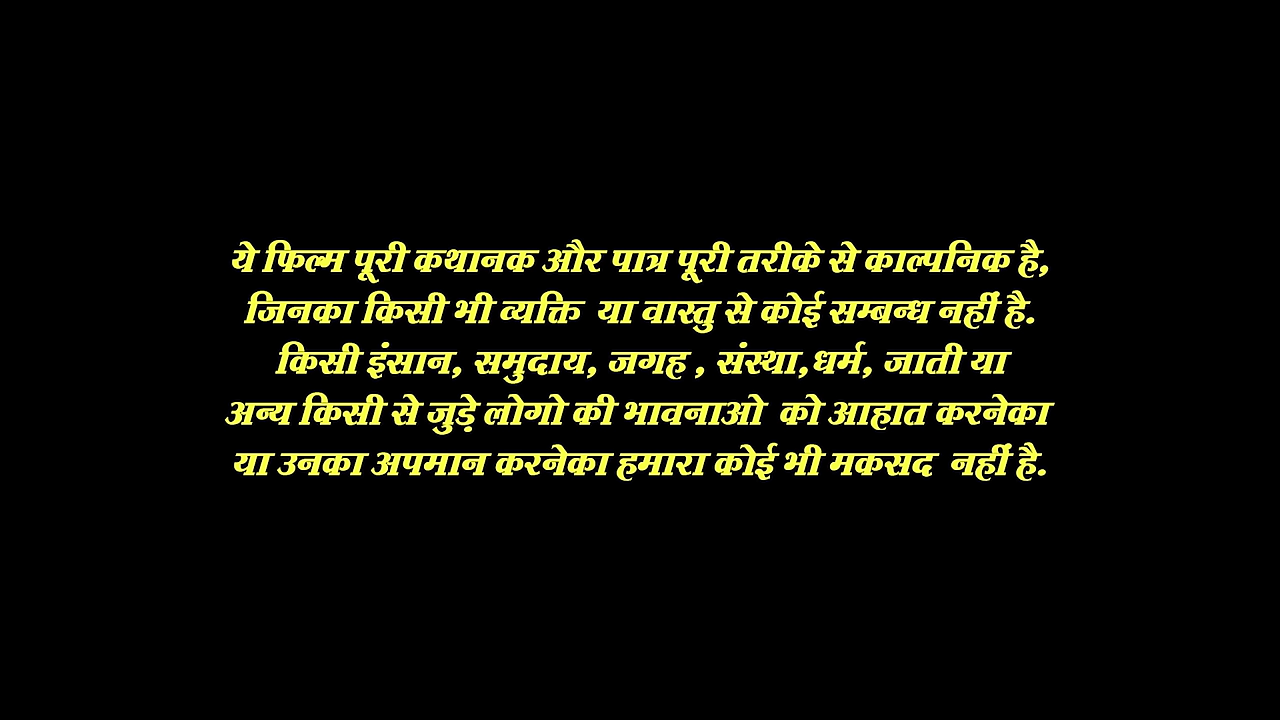 ये फिल्म पूरी कथानक और पात्र पूरी तरीके से काल्पनिक है,
जिनका किसी भी व्यक्ति या वास्तु से कोई सम्बन्ध नहीं है.
किसी इंसान, समुदाय, जगह , संस्था,धर्म, जाती या
अन्य किसी से जुड़े लोगो की भावनाओ को आहात करनेका
या उनका अपमान करनेका हमारा कोई भी मकसद नहीं है.